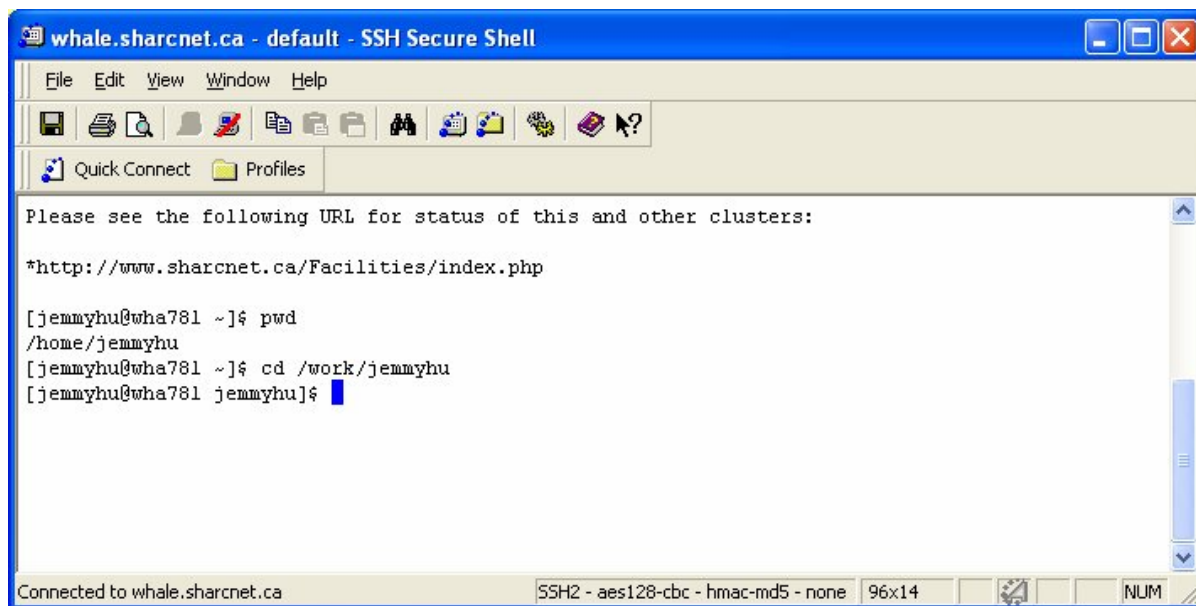 whale.sharcnet.ca - default - SSH Secure Shell
File Edit View Window Help
Quick Connect Profiles
Please see the following URL for status of this and other clusters:
*http://www.sharcnet.ca/Facilities/index.php
[jemmyhu@wha781 ~]$ pwd
/home/jemmyhu
[jemmyhu@wha781 ~]$ cd /work/jemmyhu
[jemmyhu@wha781 jemmyhu]$
Connected to whale.sharcnet.ca SSH2 - aes128-cbc - hmac-md5 - none 96x14 NUM